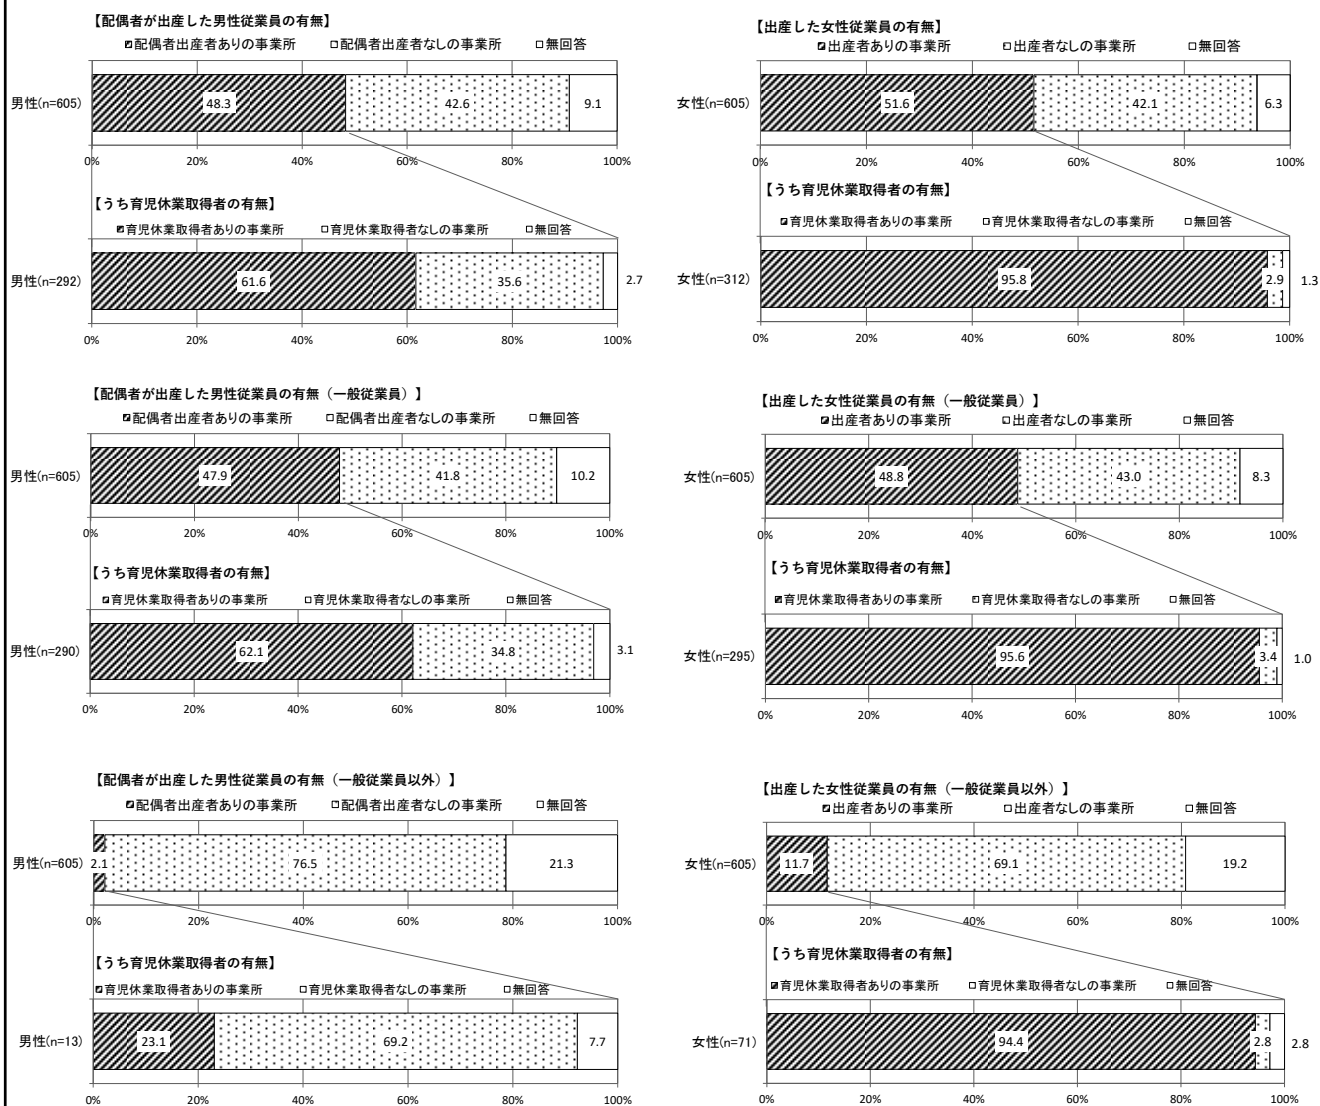 【配偶者が出産した男性従業員の有無】
配偶者出産者ありの事業所 配偶者出産者なしの事業所 無回答
男性(n=605) 48.3 42.6 9.1
0% 20% 40% 60% 80% 100%
【うち育児休業取得者の有無】
育児休業取得者ありの事業所 育児休業取得者なしの事業所 無回答
男性(n=292) 61.6 35.6 2.7
0% 20% 40% 60% 80% 100%
【出産した女性従業員の有無】
出産者ありの事業所 出産者なしの事業所 無回答
女性(n=605) 51.6 42.1 6.3
0% 20% 40% 60% 80% 100%
【うち育児休業取得者の有無】
育児休業取得者ありの事業所 育児休業取得者なしの事業所 無回答
女性(n=312) 95.8 2.9 1.3
0% 20% 40% 60% 80% 100%
【配偶者が出産した男性従業員の有無（一般従業員）】
配偶者出産者ありの事業所 配偶者出産者なしの事業所 無回答
男性(n=605) 47.9 41.8 10.2
0% 20% 40% 60% 80% 100%
【うち育児休業取得者の有無】
育児休業取得者ありの事業所 育児休業取得者なしの事業所 無回答
男性(n=290) 62.1 34.8 3.1
0% 20% 40% 60% 80% 100%
【出産した女性従業員の有無（一般従業員）】
出産者ありの事業所 出産者なしの事業所 無回答
女性(n=605) 48.8 43.0 8.3
0% 20% 40% 60% 80% 100%
【うち育児休業取得者の有無】
育児休業取得者ありの事業所 育児休業取得者なしの事業所 無回答
女性(n=295) 95.6 3.4 1.0
0% 20% 40% 60% 80% 100%
【配偶者が出産した男性従業員の有無（一般従業員以外）】
配偶者出産者ありの事業所 配偶者出産者なしの事業所 無回答
男性(n=605) 2.1 76.5 21.3
0% 20% 40% 60% 80% 100%
【うち育児休業取得者の有無】
育児休業取得者ありの事業所 育児休業取得者なしの事業所 無回答
男性(n=13) 23.1 69.2 7.7
0% 20% 40% 60% 80% 100%
【出産した女性従業員の有無（一般従業員以外）】
出産者ありの事業所 出産者なしの事業所 無回答
女性(n=605) 11.7 69.1 19.2
0% 20% 40% 60% 80% 100%
【うち育児休業取得者の有無】
育児休業取得者ありの事業所 育児休業取得者なしの事業所 無回答
女性(n=71) 94.4 2.8 2.8
0% 20% 40% 60% 80% 100%